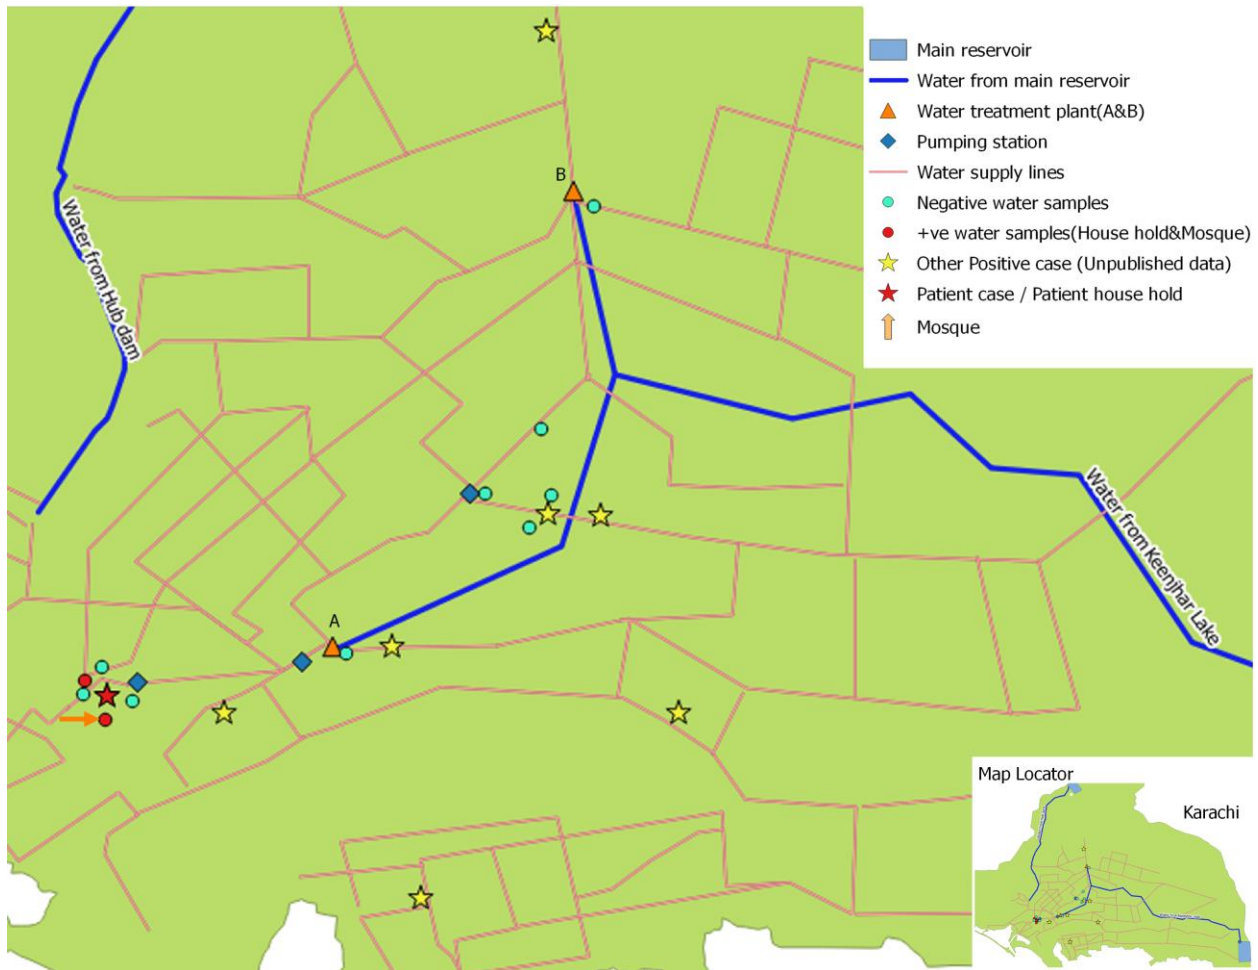 Main reservoir
Water from main reservoir
Water treatment plant(A&B)
Pumping station
Water supply lines
Negative water samples
+ve water samples(House hold&Mosque)
Other Positive case (Unpublished data)
Patient case / Patient house hold
Mosque
B
Water from Hub dam
Water from Keenjhar Lake
A
Map Locator
Karachi